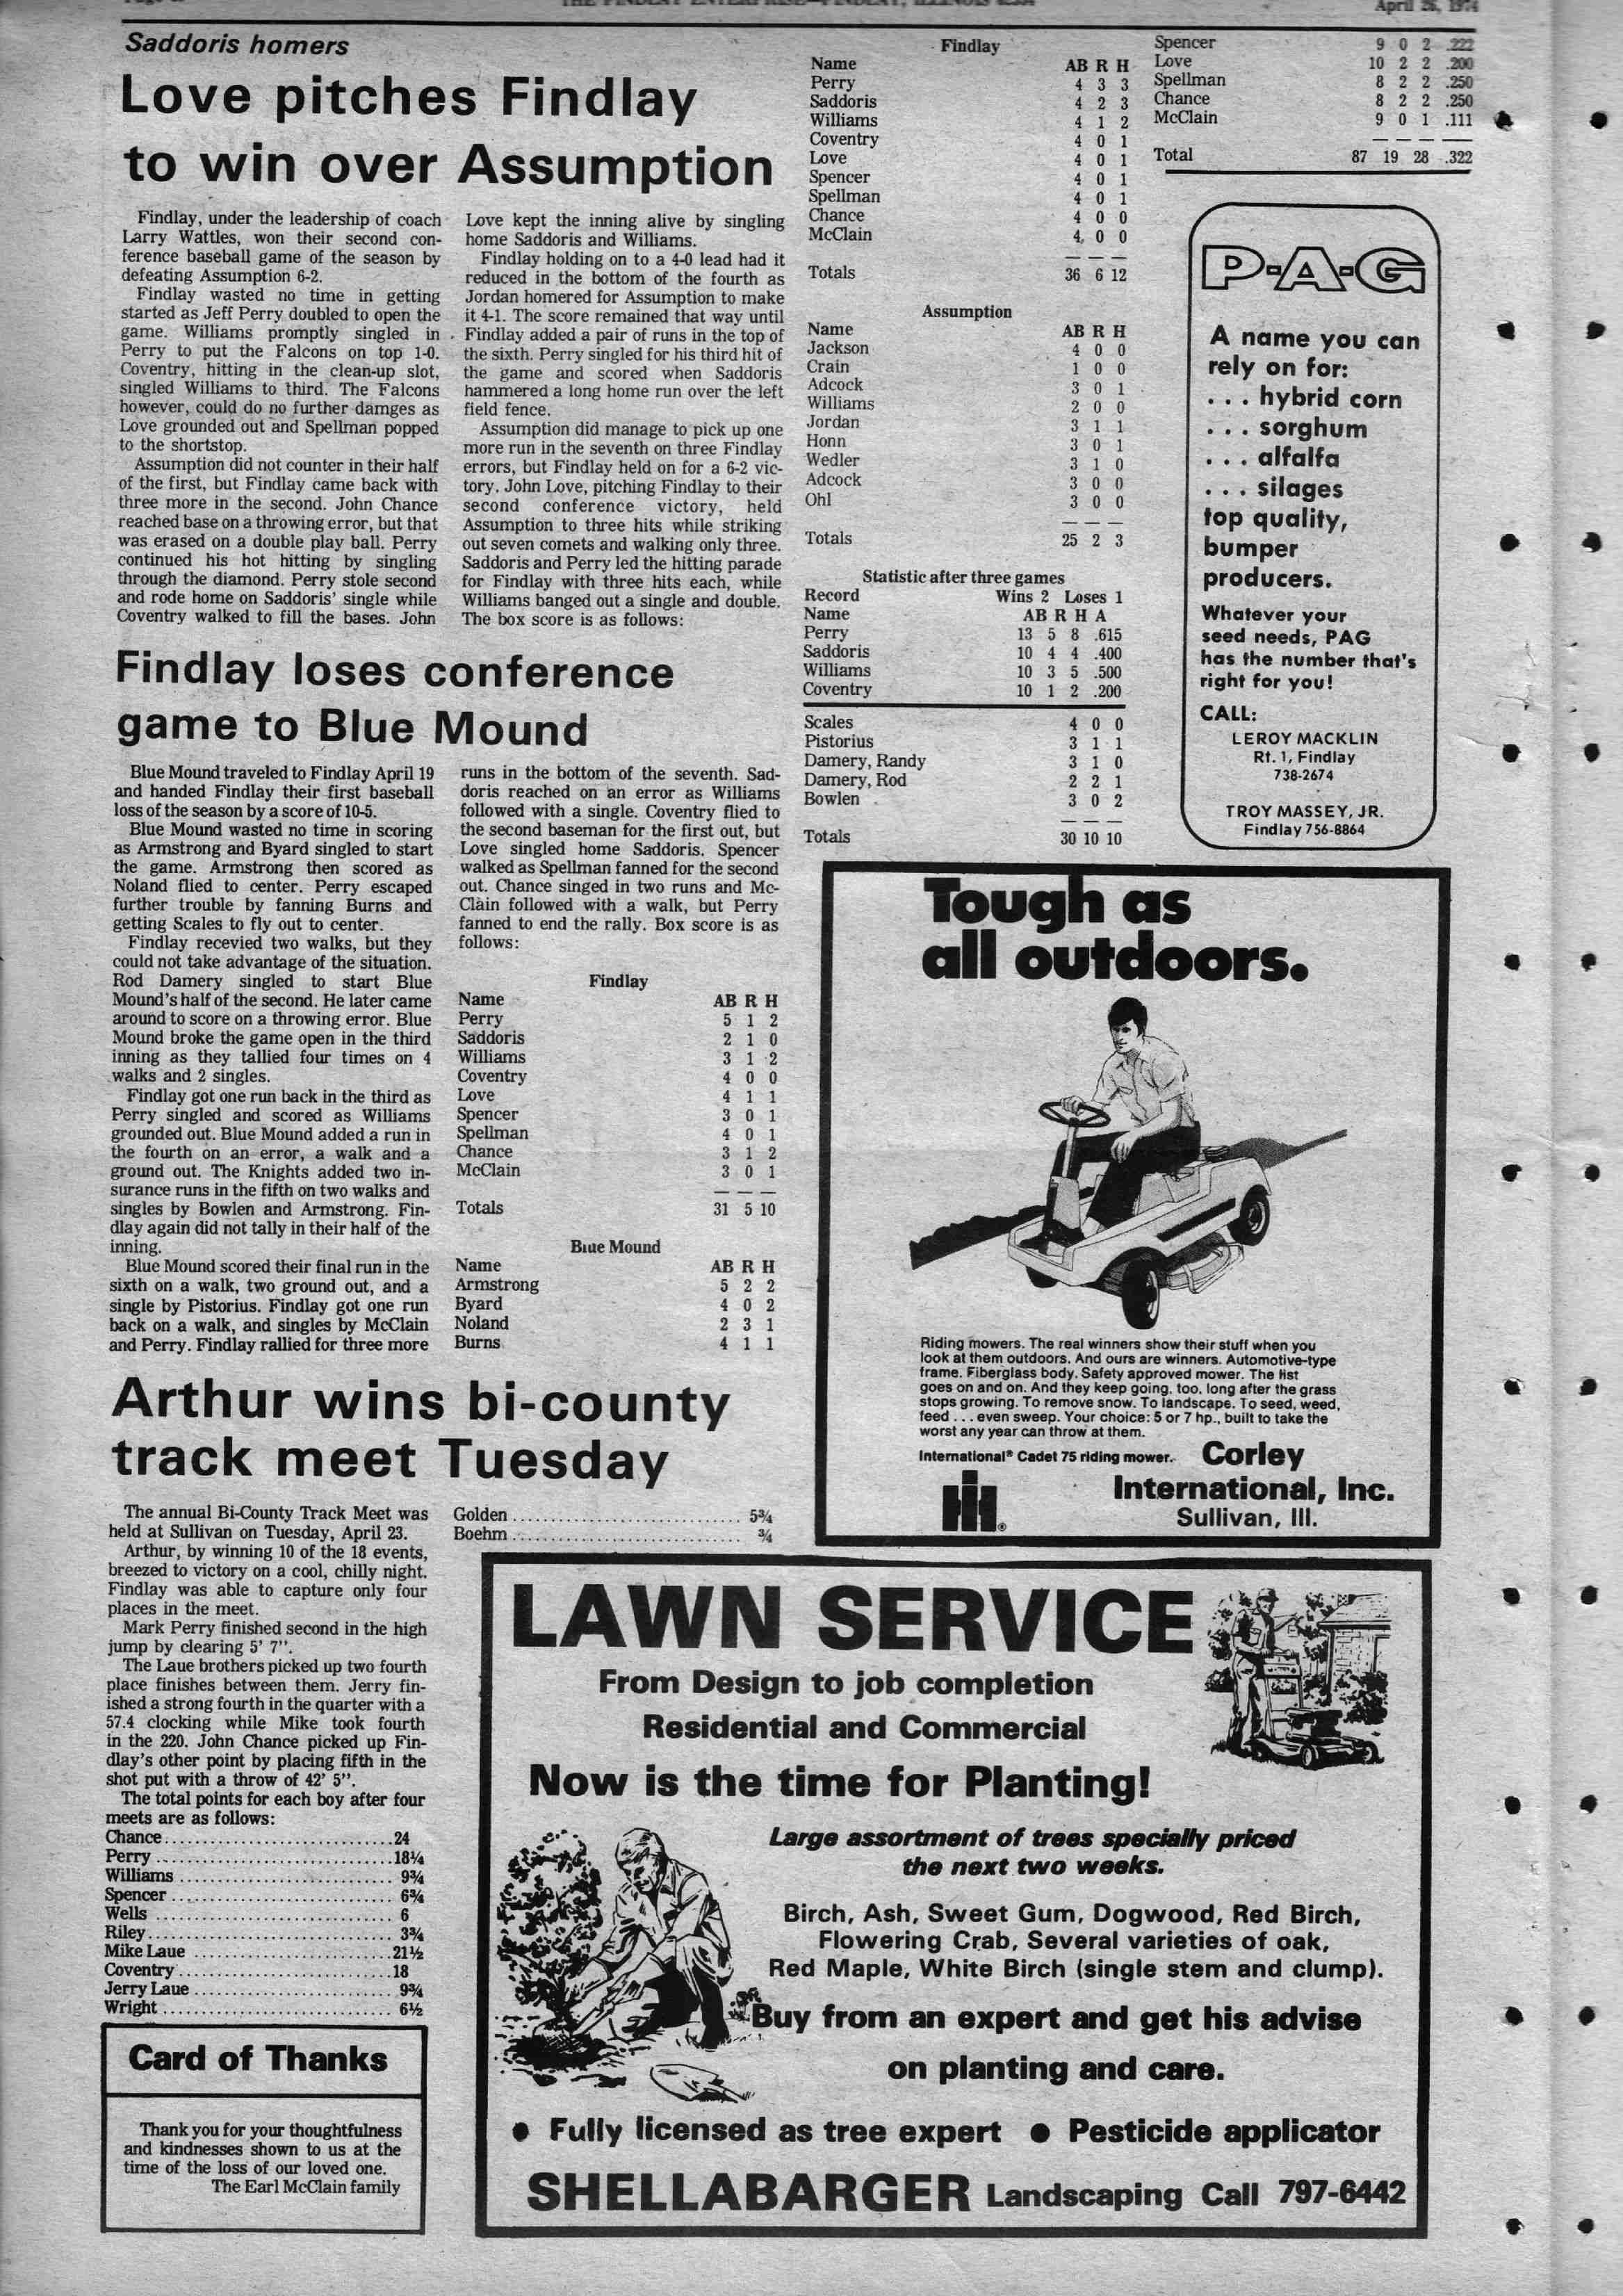 THE FINDLAY ENTERPRISE—FINDLAY, ILLINOIS
April 26, 1974
Saddoris homers
Love pitches Findlay
to win over Assumption
Findlay, under the leadership of coach
Larry Wattles, won their second con-
ference baseball game of the season by
defeating Assumption 6-2.
Findlay wasted no time in getting
started as Jeff Perry doubled to open the
game. Williams promptly singled in
Perry to put the Falcons on top 1-0.
Coventry, hitting in the clean-up slot,
singled Williams to third. The Falcons
however, could do no further damges as
Love grounded out and Spellman popped
to the shortstop.
Assumption did not counter in their half
of the first, but Findlay came back with
three more in the second. John Chance
reached base on a throwing error, but that
was erased on a double play ball. Perry
continued his hot hitting by singling
through the diamond. Perry stole second
and rode home on Saddoris' single while
Coventry walked to fill the bases. John
Love kept the inning alive by singling
home Saddoris and Williams.
Findlay holding on to a 4-0 lead had it
reduced in the bottom of the fourth as
Jordan homered for Assumption to make
it 4-1. The score remained that way until
Findlay added a pair of runs in the top of
the sixth. Perry singled for his third hit of
the game and scored when Saddoris
hammered a long home run over the left
field fence.
Assumption did manage to pick up one
more run in the seventh on three Findlay
errors, but Findlay held on for a 6-2 vic-
tory. John Love, pitching Findlay to their
second conference victory, held
Assumption to three hits while striking
out seven comets and walking only three.
Saddoris and Perry led the hitting parade
for Findlay with three hits each, while
Williams banged out a single and double.
The box score is as follows:
Findlay
Name AB R H
Perry 4 3 3
Saddoris 4 2 3
Williams 4 1 2
Coventry 4 0 1
Love 4 0 1
Spencer 4 0 1
Spellman 4 0 1
Chance 4 0 0
McClain 4 0 0
Totals 36 6 12
Assumption
Name AB R H
Jackson 4 0 0
Crain 1 0 0
Adcock 3 0 1
Williams 2 0 0
Jordan 3 1 1
Honn 3 0 1
Wedler 3 1 0
Adcock 3 0 0
Ohl 3 0 0
Totals 25 2 3
Statistic after three games
Record Wins 2 Loses 1
Name AB R H A
Perry 13 5 8 .615
Saddoris 10 4 4 .400
Williams 10 3 5 .500
Coventry 10 1 2 .200
Spencer 9 0 2 .222
Love 10 2 2 .200
Spellman 8 2 2 .250
Chance 8 2 2 .250
McClain 9 0 1 .111
Total 87 19 28 .322
Findlay loses conference
game to Blue Mound
Blue Mound traveled to Findlay April 19
and handed Findlay their first baseball
loss of the season by a score of 10-5.
Blue Mound wasted no time in scoring
as Armstrong and Byard singled to start
the game. Armstrong then scored as
Noland flied to center. Perry escaped
further trouble by fanning Burns and
getting Scales to fly out to center.
Findlay recevied two walks, but they
could not take advantage of the situation.
Rod Damery singled to start Blue
Mound's half of the second. He later came
around to score on a throwing error. Blue
Mound broke the game open in the third
inning as they tallied four times on 4
walks and 2 singles.
Findlay got one run back in the third as
Perry singled and scored as Williams
grounded out. Blue Mound added a run in
the fourth on an error, a walk and a
ground out. The Knights added two in-
surance runs in the fifth on two walks and
singles by Bowlen and Armstrong. Fin-
dlay again did not tally in their half of the
inning.
Blue Mound scored their final run in the
sixth on a walk, two ground out, and a
single by Pistorius. Findlay got one run
back on a walk, and singles by McClain
and Perry. Findlay rallied for three more
runs in the bottom of the seventh. Sad-
doris reached on an error as Williams
followed with a single. Coventry flied to
the second baseman for the first out, but
Love singled home Saddoris. Spencer
walked as Spellman fanned for the second
out. Chance singed in two runs and Mc-
Clain followed with a walk, but Perry
fanned to end the rally. Box score is as
follows:
Findlay
Name AB R H
Perry 5 1 2
Saddoris 2 1 0
Williams 3 1 2
Coventry 4 0 0
Love 4 1 1
Spencer 3 0 1
Spellman 4 0 1
Chance 3 1 2
McClain 3 0 1
Totals 31 5 10
Blue Mound
Name AB R H
Armstrong 5 2 2
Byard 4 0 2
Noland 2 3 1
Burns 4 1 1
Scales 4 0 0
Pistorius 3 1 1
Damery, Randy 3 1 0
Damery, Rod 2 2 1
Bowlen 3 0 2
Totals 30 10 10
Arthur wins bi-county
track meet Tuesday
The annual Bi-County Track Meet was
held at Sullivan on Tuesday, April 23.
Arthur, by winning 10 of the 18 events,
breezed to victory on a cool, chilly night.
Findlay was able to capture only four
places in the meet.
Mark Perry finished second in the high
jump by clearing 5' 7".
The Laue brothers picked up two fourth
place finishes between them. Jerry fin-
ished a strong fourth in the quarter with a
57.4 clocking while Mike took fourth
in the 220. John Chance picked up Fin-
dlay's other point by placing fifth in the
shot put with a throw of 42' 5".
The total points for each boy after four
meets are as follows:
Chance 24
Perry 18¼
Williams 9¾
Spencer 6¾
Wells 6
Riley 3¾
Mike Laue 21½
Coventry 18
Jerry Laue 9¾
Wright 6½
Golden 5¾
Boehm ¾
Card of Thanks
Thank you for your thoughtfulness
and kindnesses shown to us at the
time of the loss of our loved one.
The Earl McClain family
P-A-G
A name you can
rely on for:
. . . hybrid corn
. . . sorghum
. . . alfalfa
. . . silages
top quality,
bumper
producers.
Whatever your
seed needs, PAG
has the number that's
right for you!
CALL:
LEROY MACKLIN
Rt. 1, Findlay
738-2674
TROY MASSEY, JR.
Findlay 756-8864
Tough as
all outdoors.
Riding mowers. The real winners show their stuff when you
look at them outdoors. And ours are winners. Automotive-type
frame. Fiberglass body. Safety approved mower. The list
goes on and on. And they keep going, too, long after the grass
stops growing. To remove snow. To landscape. To seed, weed,
feed . . . even sweep. Your choice: 5 or 7 hp., built to take the
worst any year can throw at them.
International® Cadet 75 riding mower.
Corley
International, Inc.
Sullivan, Ill.
LAWN SERVICE
From Design to job completion
Residential and Commercial
Now is the time for Planting!
Large assortment of trees specially priced
the next two weeks.
Birch, Ash, Sweet Gum, Dogwood, Red Birch,
Flowering Crab, Several varieties of oak,
Red Maple, White Birch (single stem and clump).
Buy from an expert and get his advise
on planting and care.
• Fully licensed as tree expert • Pesticide applicator
SHELLABARGER Landscaping Call 797-6442